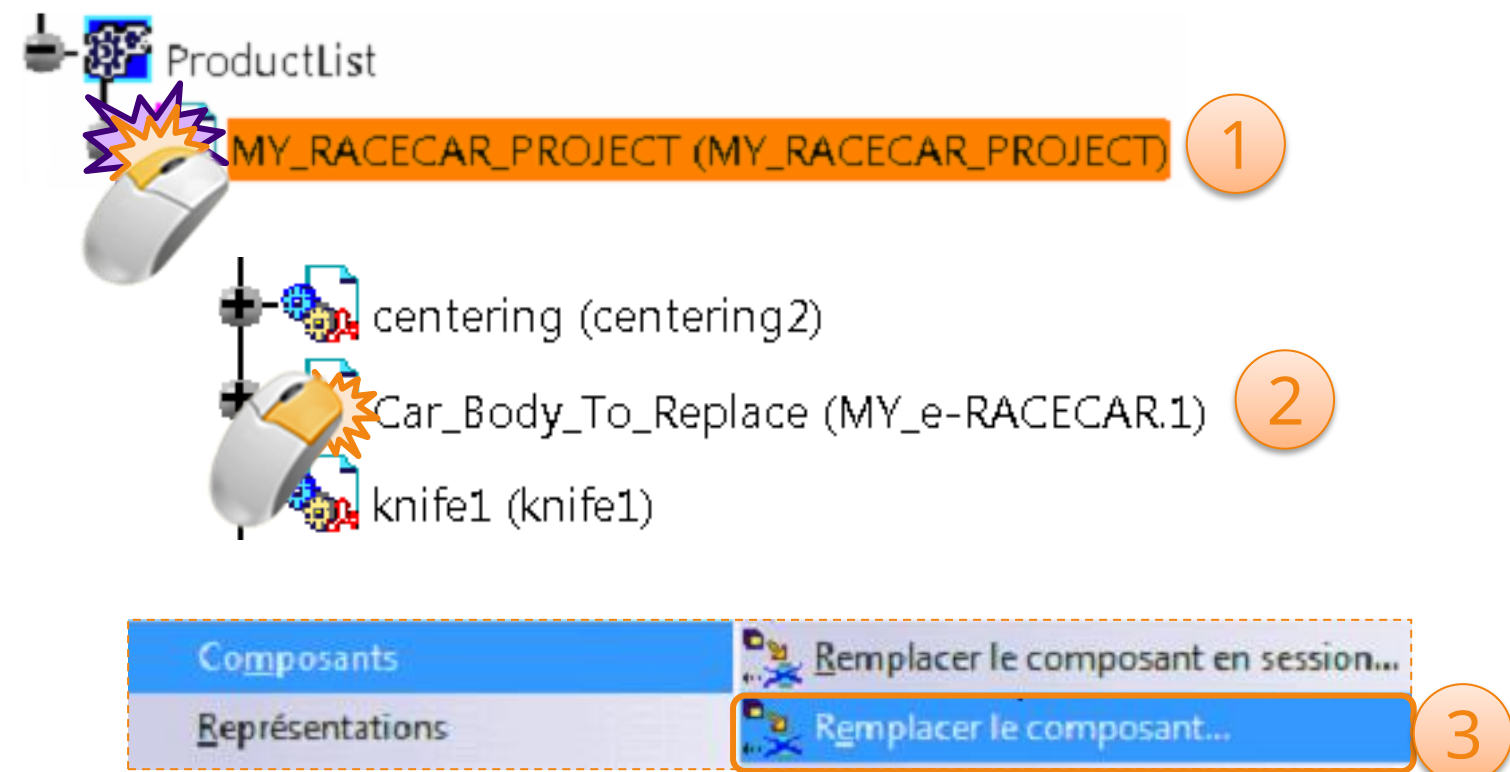 ProductList
MY_RACECAR_PROJECT (MY_RACECAR_PROJECT)
1
centering (centering2)
Car_Body_To_Replace (MY_e-RACECAR.1)
2
knife1 (knife1)
Composants
Remplacer le composant en session...
Représentations
Remplacer le composant...
3